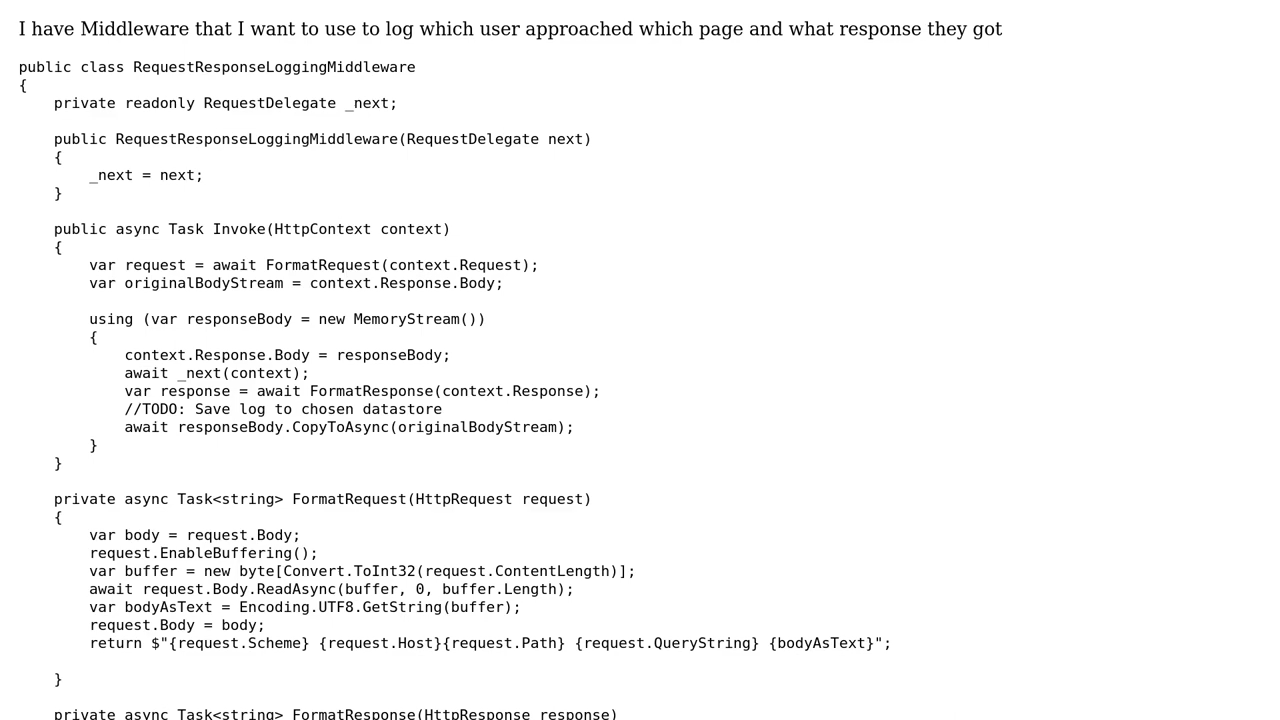 I have Middleware that I want to use to log which user approached which page and what response they got
public class RequestResponseLoggingMiddleware
{
    private readonly RequestDelegate _next;

    public RequestResponseLoggingMiddleware(RequestDelegate next)
    {
        _next = next;
    }

    public async Task Invoke(HttpContext context)
    {
        var request = await FormatRequest(context.Request);
        var originalBodyStream = context.Response.Body;

        using (var responseBody = new MemoryStream())
        {
            context.Response.Body = responseBody;
            await _next(context);
            var response = await FormatResponse(context.Response);
            //TODO: Save log to chosen datastore
            await responseBody.CopyToAsync(originalBodyStream);
        }
    }

    private async Task<string> FormatRequest(HttpRequest request)
    {
        var body = request.Body;
        request.EnableBuffering();
        var buffer = new byte[Convert.ToInt32(request.ContentLength)];
        await request.Body.ReadAsync(buffer, 0, buffer.Length);
        var bodyAsText = Encoding.UTF8.GetString(buffer);
        request.Body = body;
        return $"{request.Scheme} {request.Host}{request.Path} {request.QueryString} {bodyAsText}";

    }

    private async Task<string> FormatResponse(HttpResponse response)